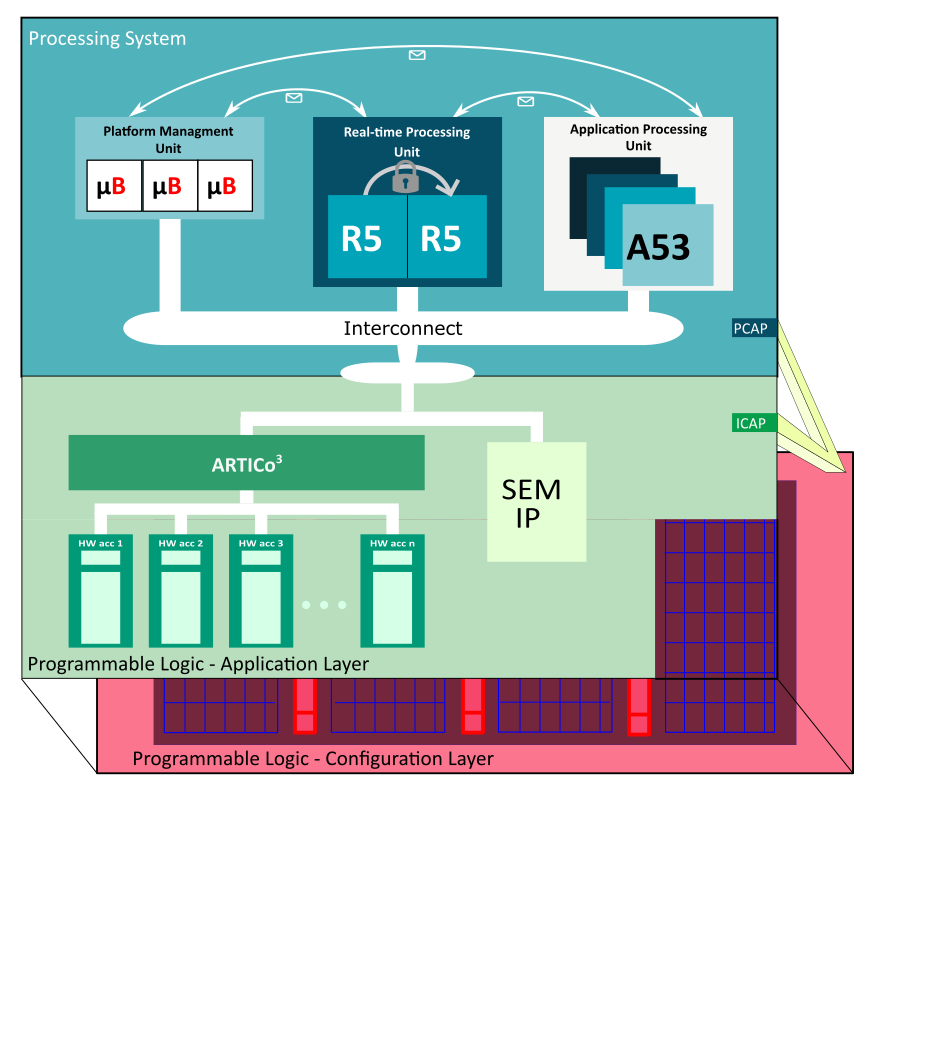 Processing System
Platform Managment
Unit
µB µB µB
Real-time Processing
Unit
R5 R5
Application Processing
Unit
A53
Interconnect
PCAP
ICAP
ARTICo³
SEM
IP
HW acc 1 HW acc 2 HW acc 3 HW acc n
Programmable Logic - Application Layer
Programmable Logic - Configuration Layer